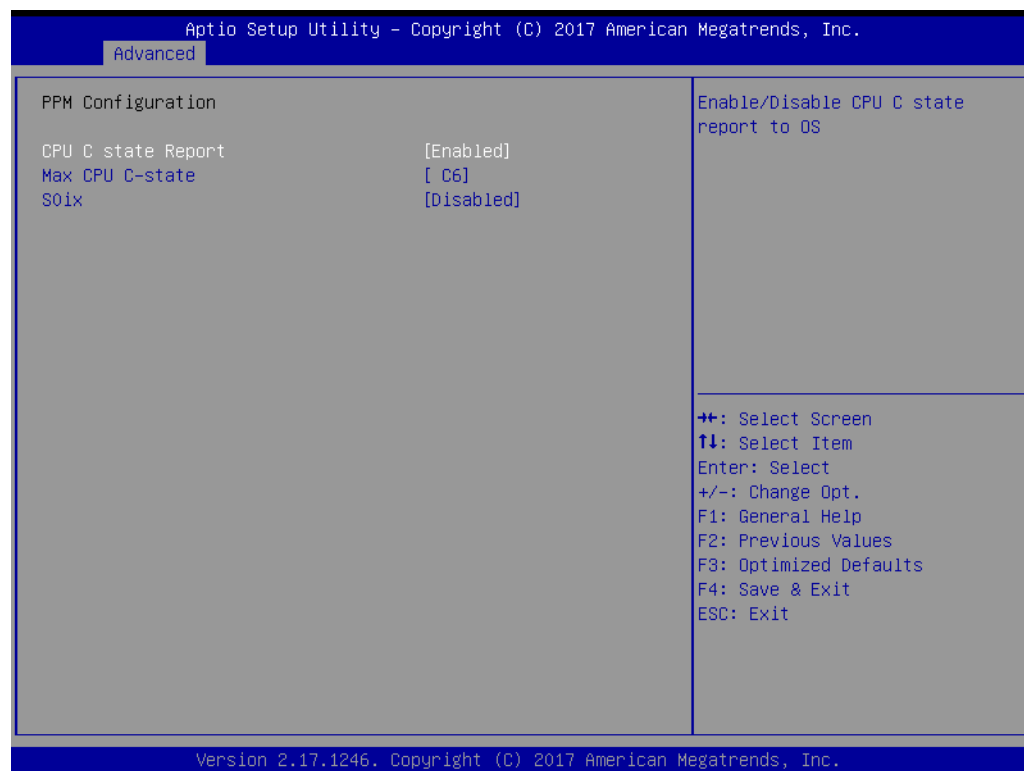 Aptio Setup Utility – Copyright (C) 2017 American Megatrends, Inc.
Advanced
PPM Configuration
CPU C state Report [Enabled]
Max CPU C-state [ C6]
S0ix [Disabled]
Enable/Disable CPU C state
report to OS
→←: Select Screen
↑↓: Select Item
Enter: Select
+/-: Change Opt.
F1: General Help
F2: Previous Values
F3: Optimized Defaults
F4: Save & Exit
ESC: Exit
Version 2.17.1246. Copyright (C) 2017 American Megatrends, Inc.